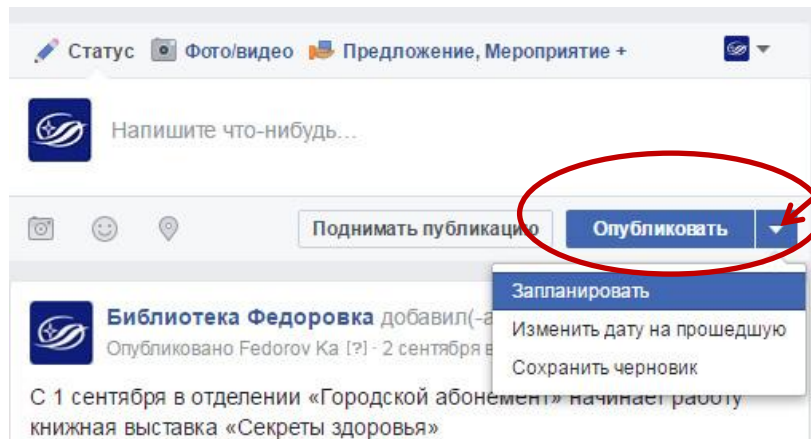 Статус Фото/видео Предложение, Мероприятие +
Напишите что-нибудь...
Поднимать публикацию Опубликовать
Запланировать
Изменить дату на прошедшую
Сохранить черновик
Библиотека Федоровка добавил(-а
Опубликовано Fedorov Ka [?] · 2 сентября в
С 1 сентября в отделении «Городской абонемент» начинает работу
книжная выставка «Секреты здоровья»